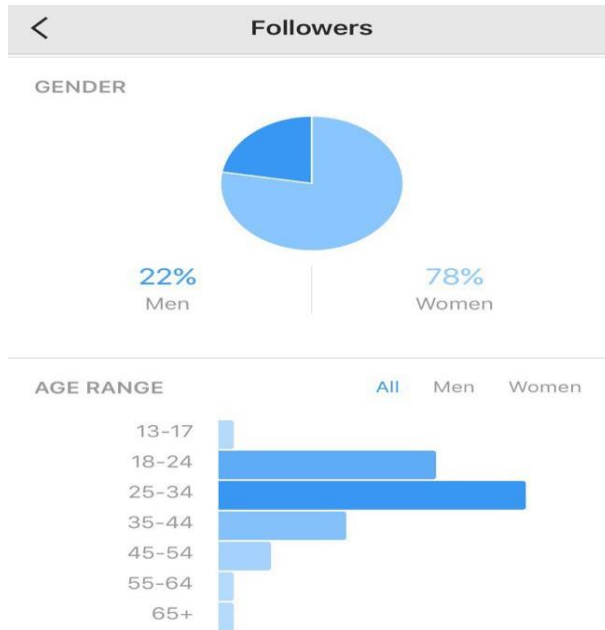 Followers
GENDER
22% 78%
Men Women
AGE RANGE All Men Women
13-17
18-24
25-34
35-44
45-54
55-64
65+